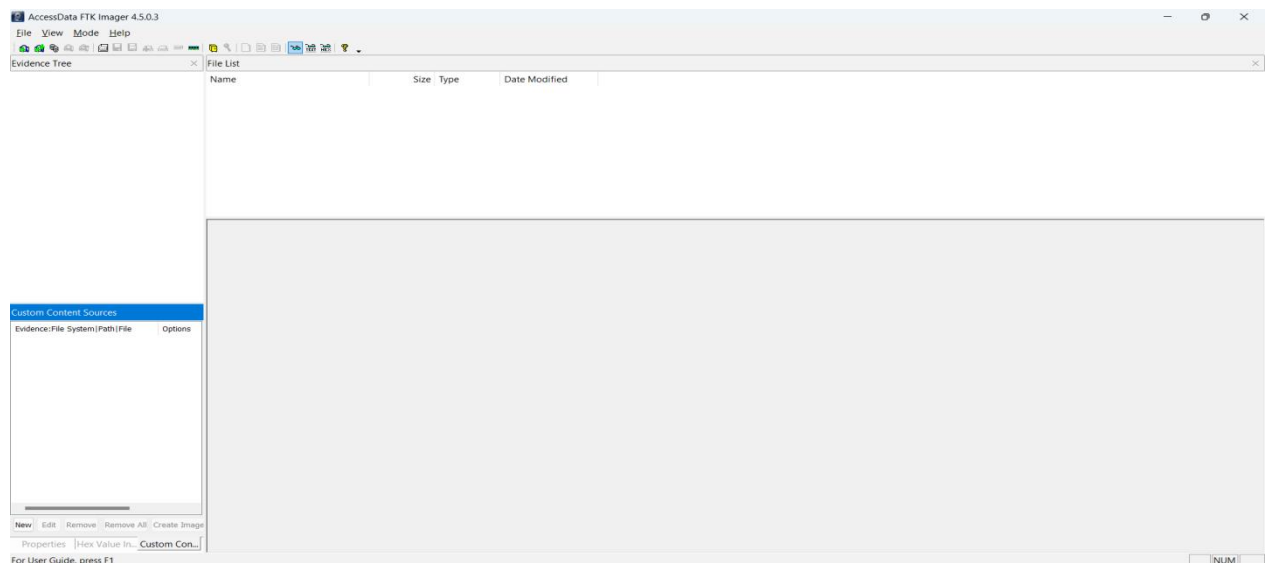 AccessData FTK Imager 4.5.0.3
File View Mode Help
Evidence Tree
File List
Name Size Type Date Modified
Custom Content Sources
Evidence:File System|Path|File Options
New Edit Remove Remove All Create Image
Properties Hex Value In... Custom Con...
For User Guide, press F1
NUM